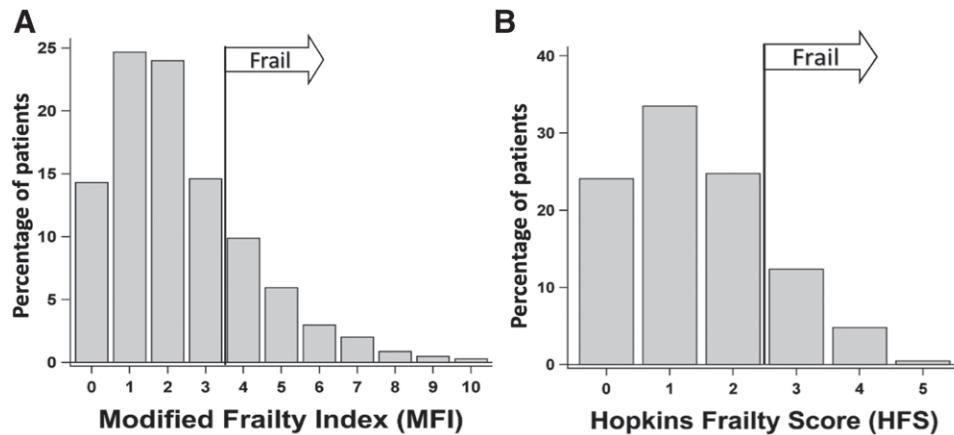 A
Percentage of patients
25
20
15
10
5
0
Frail
0 1 2 3 4 5 6 7 8 9 10
Modified Frailty Index (MFI)
B
Percentage of patients
40
30
20
10
0
Frail
0 1 2 3 4 5
Hopkins Frailty Score (HFS)